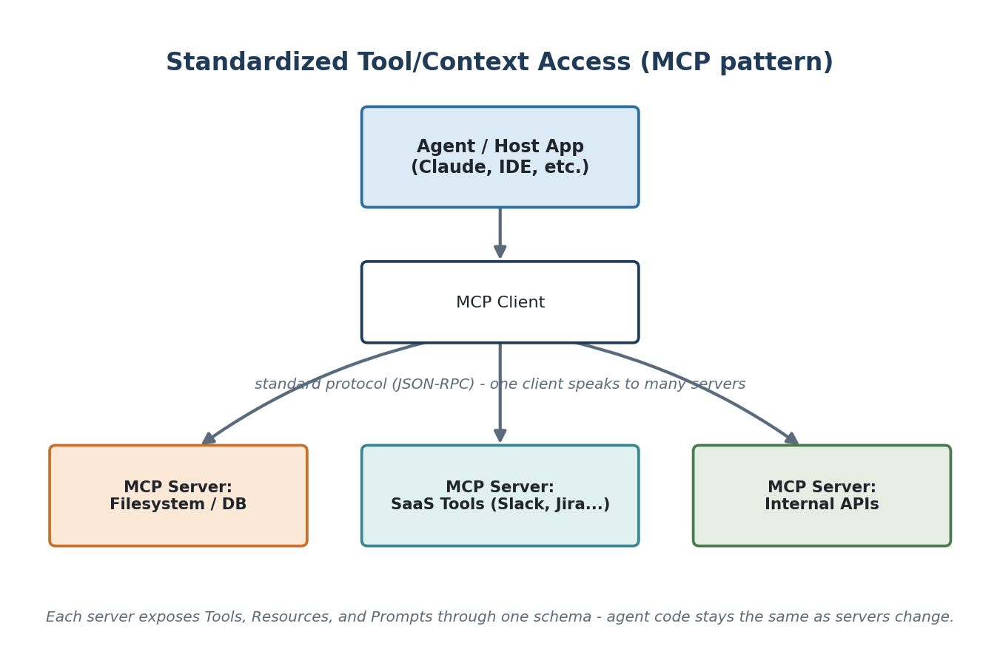 Standardized Tool/Context Access (MCP pattern)
Agent / Host App
(Claude, IDE, etc.)
MCP Client
standard protocol (JSON-RPC) - one client speaks to many servers
MCP Server:
Filesystem / DB
MCP Server:
SaaS Tools (Slack, Jira...)
MCP Server:
Internal APIs
Each server exposes Tools, Resources, and Prompts through one schema - agent code stays the same as servers change.